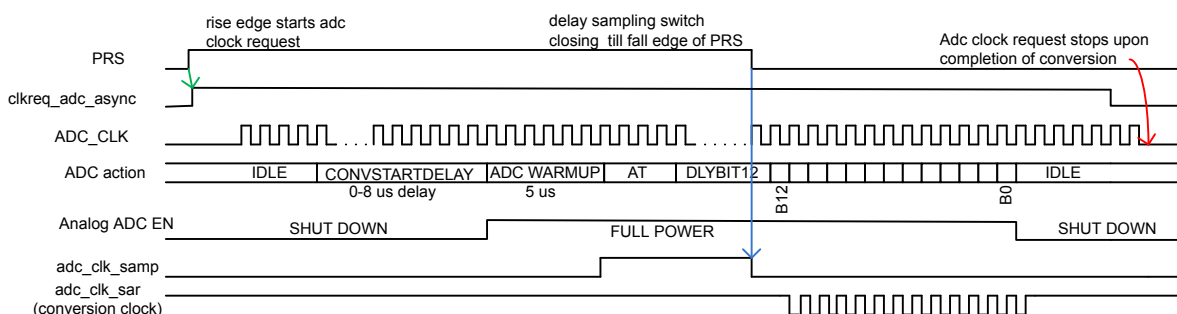 rise edge starts adc
clock request
delay sampling switch
closing till fall edge of PRS
Adc clock request stops upon
completion of conversion
PRS
clkreq_adc_async
ADC_CLK
ADC action
IDLE
CONVSTARTDELAY
ADC WARMUP
AT
DLYBIT12
B12
B0
IDLE
0-8 us delay
5 us
Analog ADC EN
SHUT DOWN
FULL POWER
SHUT DOWN
adc_clk_samp
adc_clk_sar
(conversion clock)